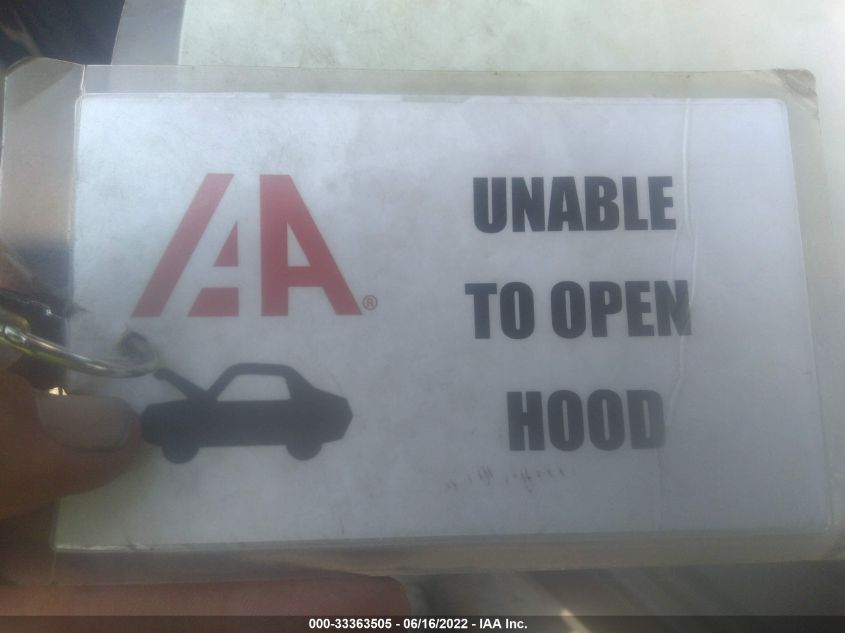 IAA®
UNABLE
TO OPEN
HOOD
000-33363505 - 06/16/2022 - IAA Inc.